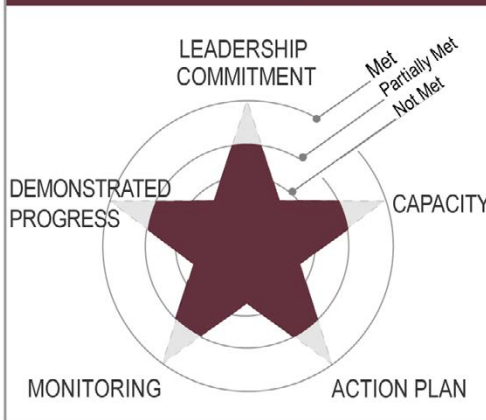 LEADERSHIP
COMMITMENT
Met
Partially Met
Not Met
DEMONSTRATED
PROGRESS
CAPACITY
MONITORING
ACTION PLAN